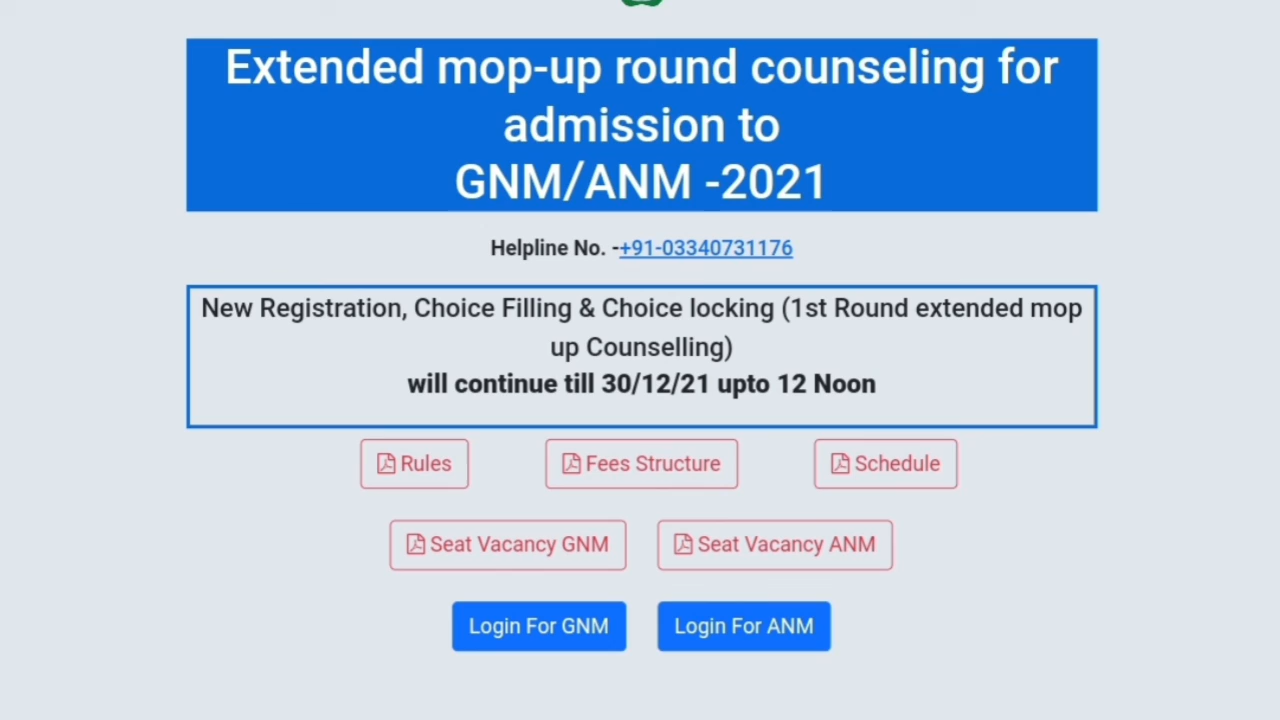 Extended mop-up round counseling for
admission to
GNM/ANM -2021
Helpline No. -+91-03340731176
New Registration, Choice Filling & Choice locking (1st Round extended mop
up Counselling)
will continue till 30/12/21 upto 12 Noon
Rules
Fees Structure
Schedule
Seat Vacancy GNM
Seat Vacancy ANM
Login For GNM
Login For ANM